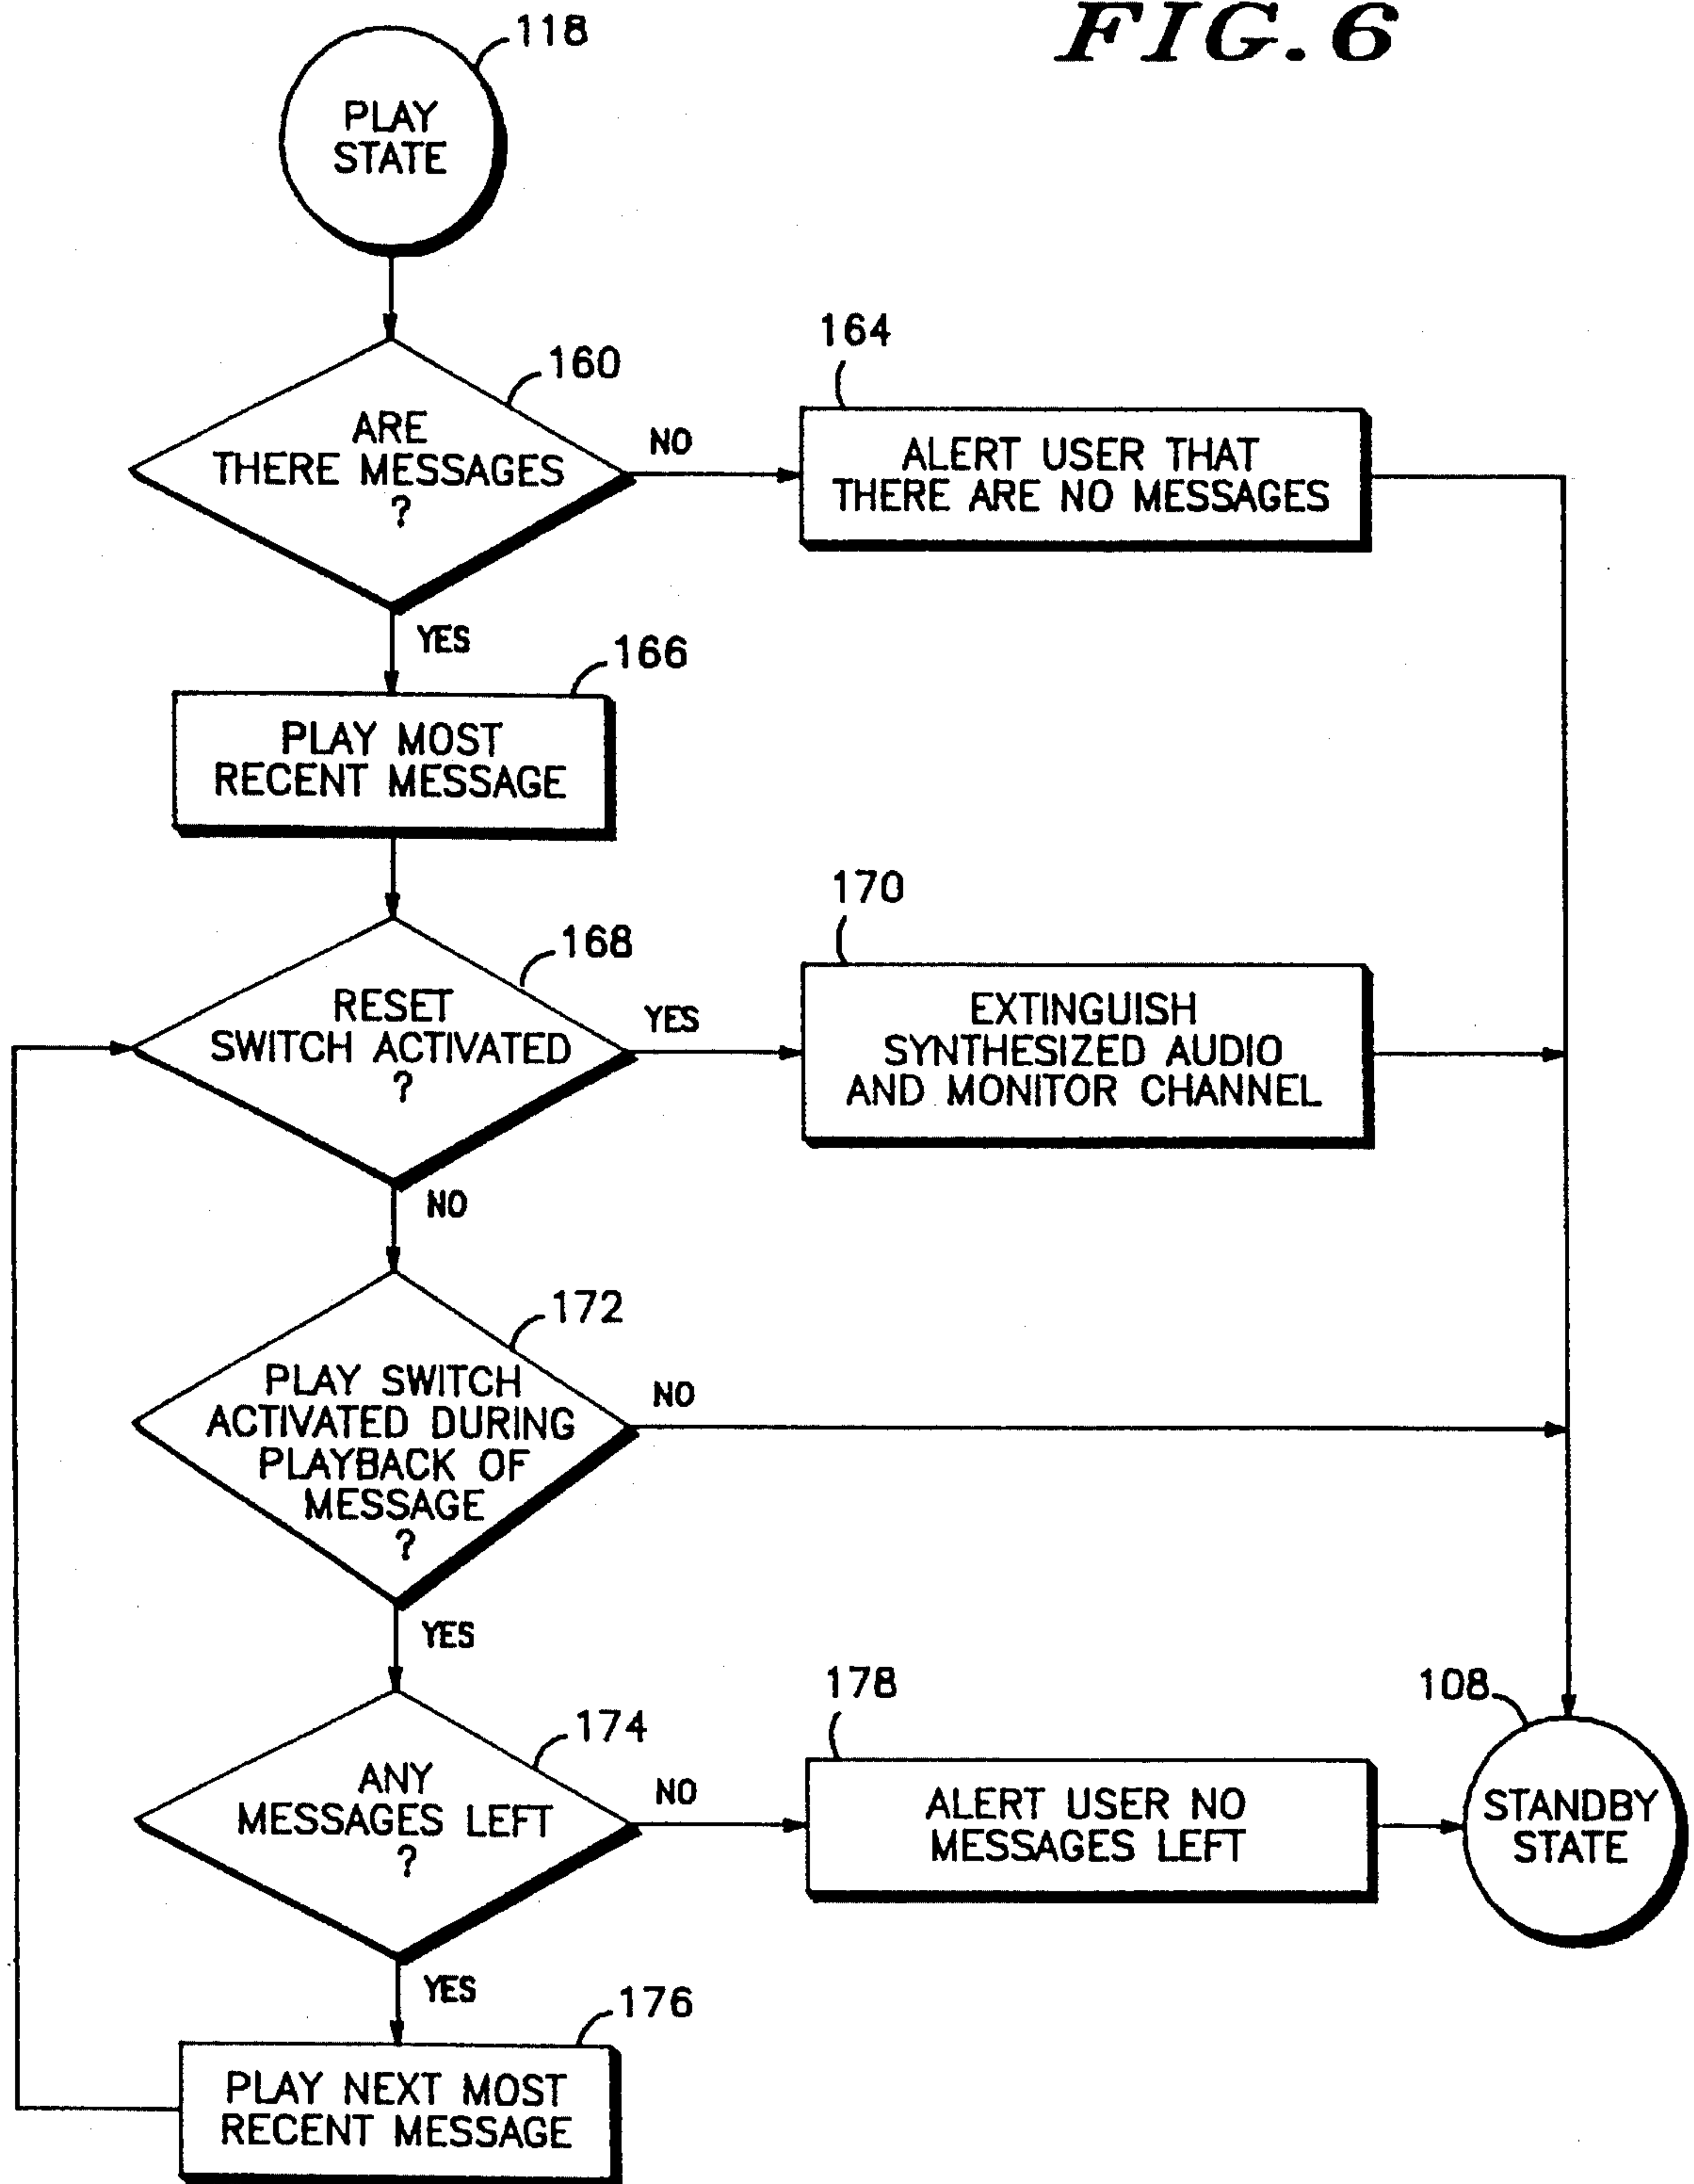 FIG. 6
118
PLAY
STATE
160
ARE
THERE MESSAGES
?
NO
164
ALERT USER THAT
THERE ARE NO MESSAGES
YES
166
PLAY MOST
RECENT MESSAGE
168
RESET
SWITCH ACTIVATED
?
YES
170
EXTINGUISH
SYNTHESIZED AUDIO
AND MONITOR CHANNEL
NO
172
PLAY SWITCH
ACTIVATED DURING
PLAYBACK OF
MESSAGE
?
NO
YES
174
ANY
MESSAGES LEFT
?
NO
178
ALERT USER NO
MESSAGES LEFT
108
STANDBY
STATE
YES
176
PLAY NEXT MOST
RECENT MESSAGE